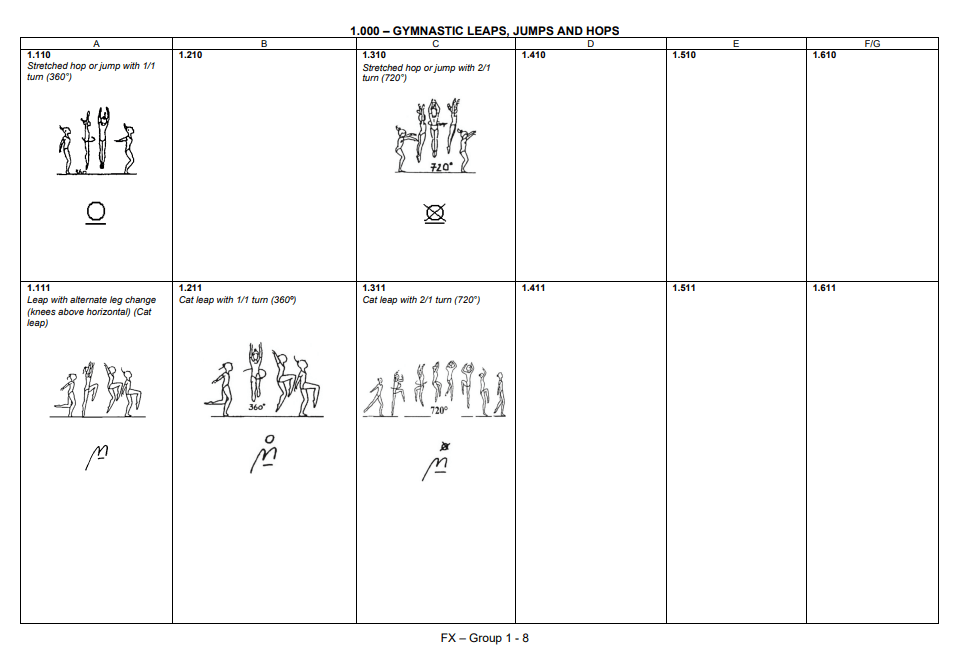 1.000 – GYMNASTIC LEAPS, JUMPS AND HOPS
A B C D E F/G
1.110 1.210 1.310 1.410 1.510 1.610
Stretched hop or jump with 1/1
turn (360°)
Stretched hop or jump with 2/1
turn (720°)
360°
720°
1.111 1.211 1.311 1.411 1.511 1.611
Leap with alternate leg change
(knees above horizontal) (Cat
leap)
Cat leap with 1/1 turn (360º)
Cat leap with 2/1 turn (720°)
360°
720°
FX – Group 1 - 8